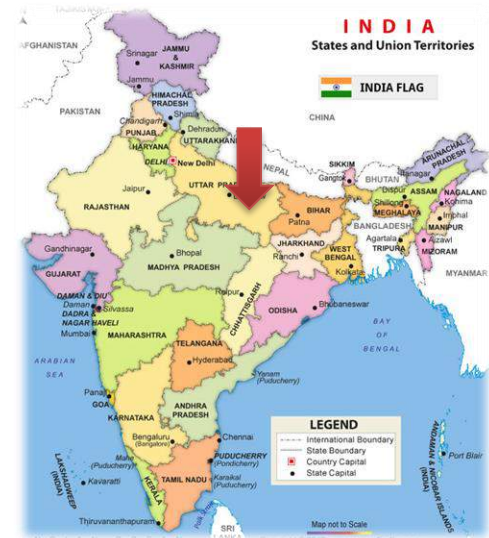 INDIA
States and Union Territories
INDIA FLAG
AFGHANISTAN
JAMMU
&
KASHMIR
Srinagar
Jammu
HIMACHAL
PRADESH
Shimla
PAKISTAN
Chandigarh
PUNJAB
Dehradun
UTTARAKHAND
HARYANA
DELHI
New Delhi
CHINA
NEPAL
UTTAR PRA
Jaipur
RAJASTHAN
SIKKIM
Gangtok
BHUTAN
ARUNACHAL
PRADESH
Itanagar
Dispur
ASSAM
NAGALAND
Kohima
Shillong
MEGHALAYA
Imphal
MANIPUR
BANGLADESH
Agartala
TRIPURA
Aizawl
MIZORAM
MYANMAR
BIHAR
Patna
JHARKHAND
Ranchi
WEST
BENGAL
Kolkata
Gandhinagar
GUJARAT
Bhopal
MADHYA PRADESH
Raipur
CHHATTISGARH
ODISHA
Bhubaneswar
DAMAN & DIU
Daman
Silvassa
DADRA
NAGAR HAVELI
Mumbai
MAHARASHTRA
TELANGANA
Hyderabad
Yanam
(Puducherry)
BAY
OF
BENGAL
ARABIAN
SEA
Panaji
GOA
KARNATAKA
ANDHRA
PRADESH
Bengaluru
(Bangalore)
Chennai
Mahe
(Puducherry)
PUDUCHERRY
(Pondicherry)
Karaikal
(Puducherry)
TAMIL NADU
KERALA
LAKSHADWEEP
(INDIA)
Kavaratti
Thiruvananthapuram
SRI
LANKA
ANDAMAN & NICOBAR ISLANDS
(INDIA)
Port Blair
LEGEND
International Boundary
State Boundary
Country Capital
State Capital
Map not to Scale